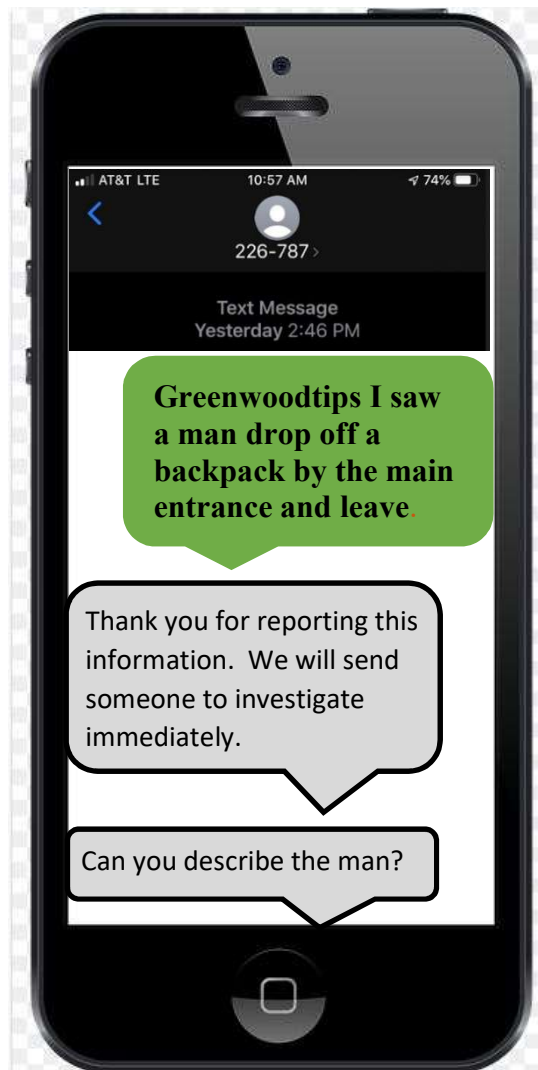 AT&T LTE 10:57 AM 74%
226-787 >
Text Message
Yesterday 2:46 PM
Greenwoodtips I saw
a man drop off a
backpack by the main
entrance and leave.
Thank you for reporting this
information. We will send
someone to investigate
immediately.
Can you describe the man?